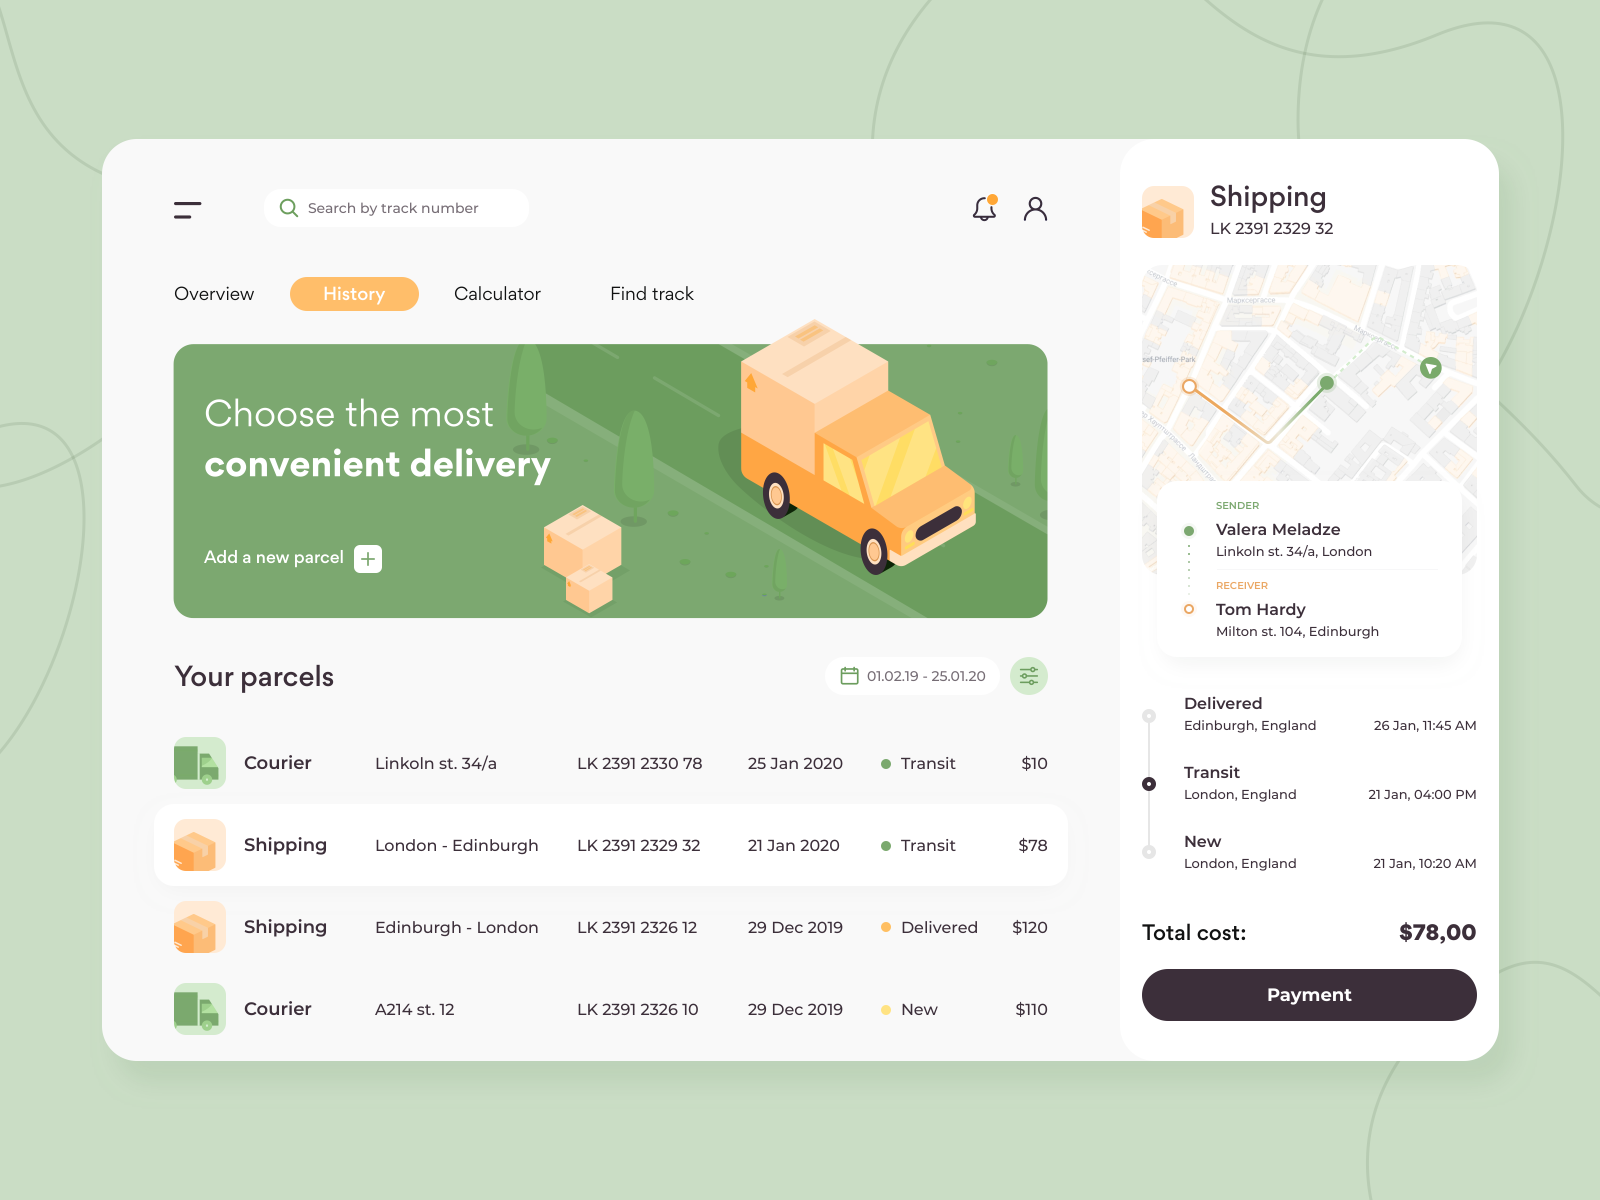 Search by track number
Overview
History
Calculator
Find track
Choose the most
convenient delivery
Add a new parcel
Your parcels
01.02.19 - 25.01.20
Courier Linkoln st. 34/a LK 2391 2330 78 25 Jan 2020 Transit $10
Shipping London - Edinburgh LK 2391 2329 32 21 Jan 2020 Transit $78
Shipping Edinburgh - London LK 2391 2326 12 29 Dec 2019 Delivered $120
Courier A214 st. 12 LK 2391 2326 10 29 Dec 2019 New $110
Shipping
LK 2391 2329 32
Марксергассе
sef-Pfeiffer-Park
SENDER
Valera Meladze
Linkoln st. 34/a, London
RECEIVER
Tom Hardy
Milton st. 104, Edinburgh
Delivered
Edinburgh, England 26 Jan, 11:45 AM
Transit
London, England 21 Jan, 04:00 PM
New
London, England 21 Jan, 10:20 AM
Total cost: $78,00
Payment